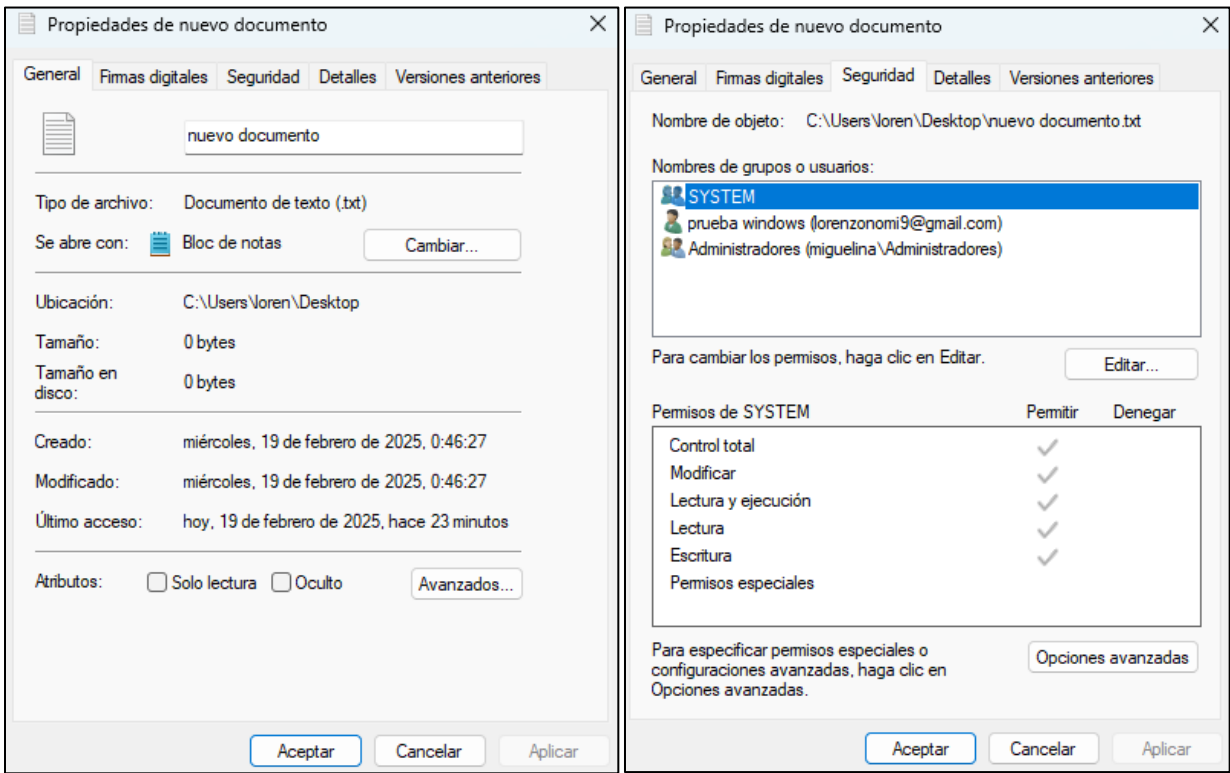 Propiedades de nuevo documento
General Firmas digitales Seguridad Detalles Versiones anteriores
nuevo documento
Tipo de archivo: Documento de texto (.txt)
Se abre con: Bloc de notas Cambiar...
Ubicación: C:\Users\loren\Desktop
Tamaño: 0 bytes
Tamaño en
disco: 0 bytes
Creado: miércoles, 19 de febrero de 2025, 0:46:27
Modificado: miércoles, 19 de febrero de 2025, 0:46:27
Último acceso: hoy, 19 de febrero de 2025, hace 23 minutos
Atributos: Solo lectura Oculto Avanzados...
Aceptar Cancelar Aplicar
Propiedades de nuevo documento
General Firmas digitales Seguridad Detalles Versiones anteriores
Nombre de objeto: C:\Users\loren\Desktop\nuevo documento.txt
Nombres de grupos o usuarios:
SYSTEM
prueba windows (lorenzonomi9@gmail.com)
Administradores (miguelina\Administradores)
Para cambiar los permisos, haga clic en Editar.
Editar...
Permisos de SYSTEM Permitir Denegar
Control total
Modificar
Lectura y ejecución
Lectura
Escritura
Permisos especiales
Para especificar permisos especiales o
configuraciones avanzadas, haga clic en
Opciones avanzadas.
Opciones avanzadas
Aceptar Cancelar Aplicar